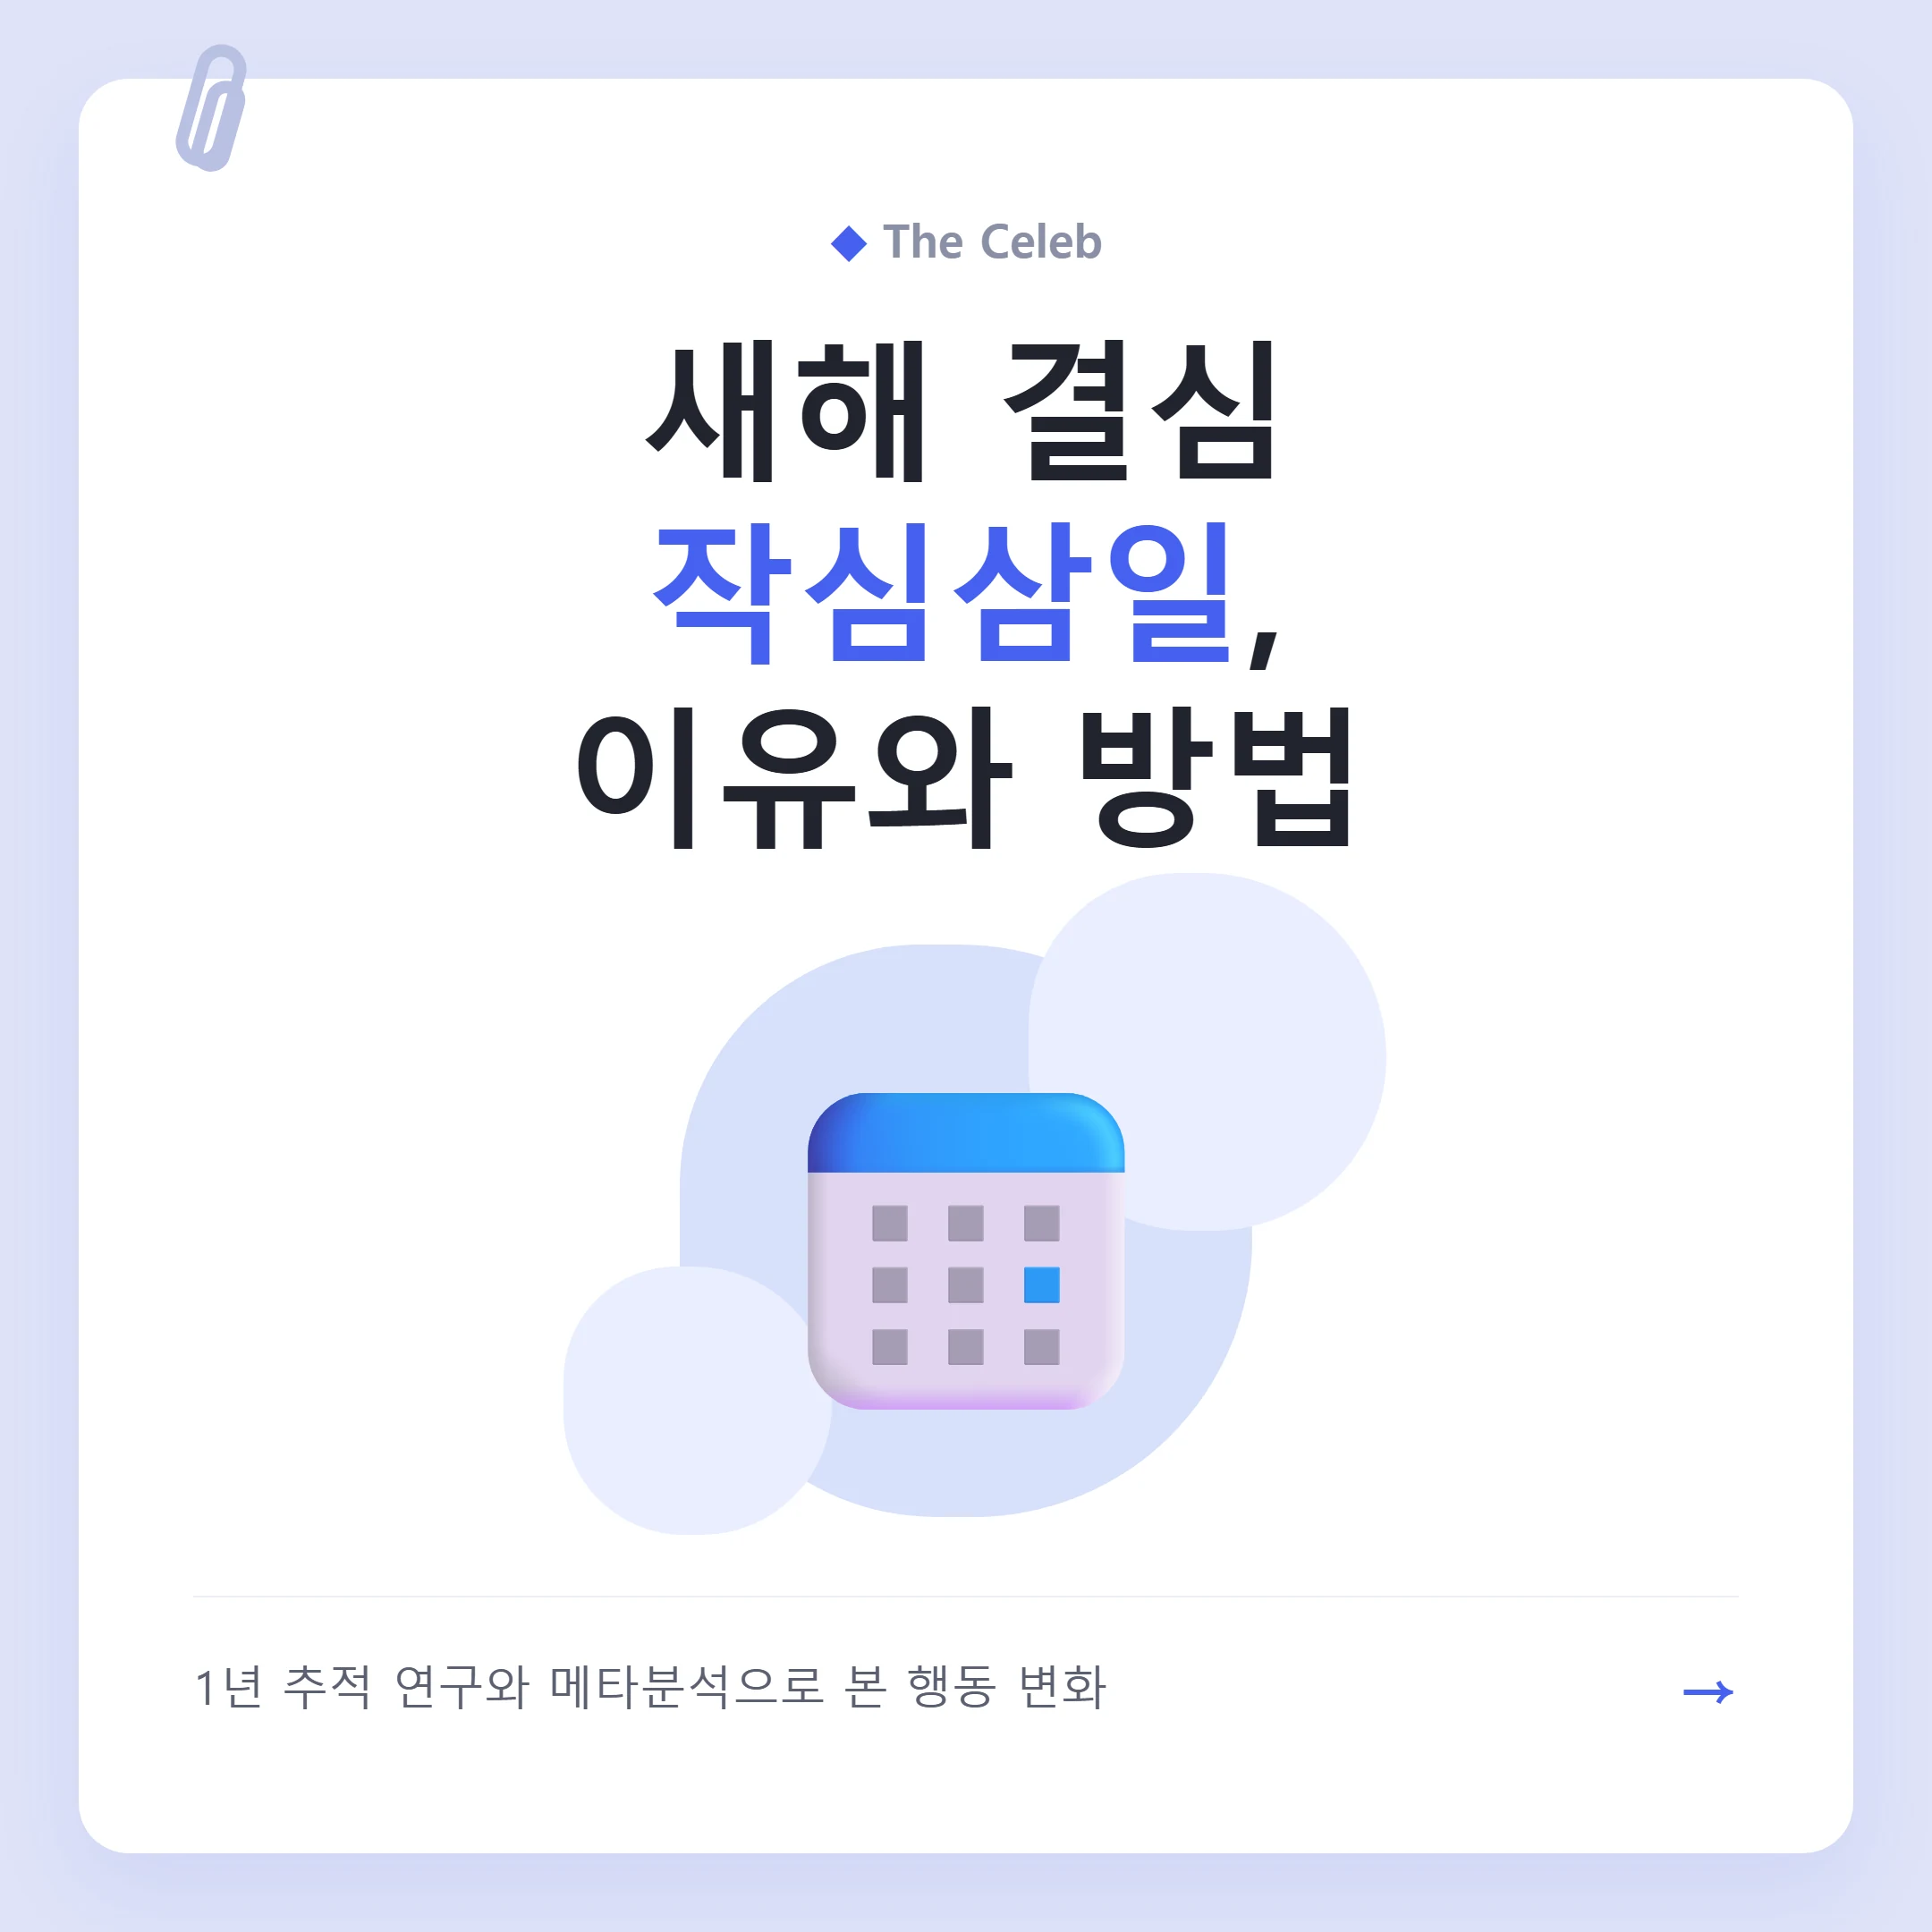 The Celeb
새해 결심
작심삼일,
이유와 방법
1년 추적 연구와 메타분석으로 본 행동 변화
→